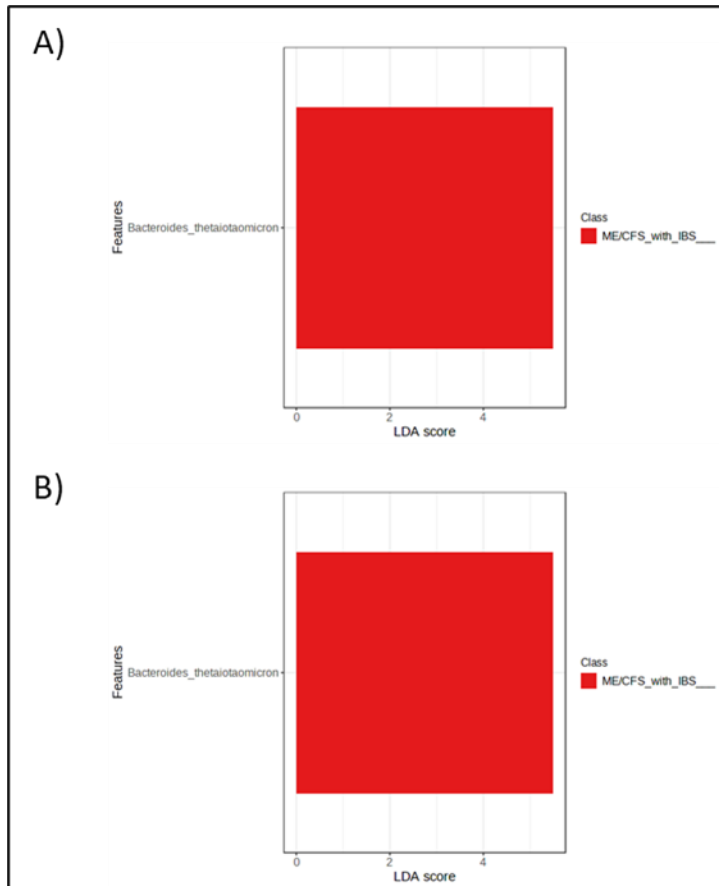 A)
Features
Bacteroides_thetaiotaomicron
0 2 4
LDA score
Class
ME/CFS_with_IBS___
B)
Features
Bacteroides_thetaiotaomicron
0 2 4
LDA score
Class
ME/CFS_with_IBS___